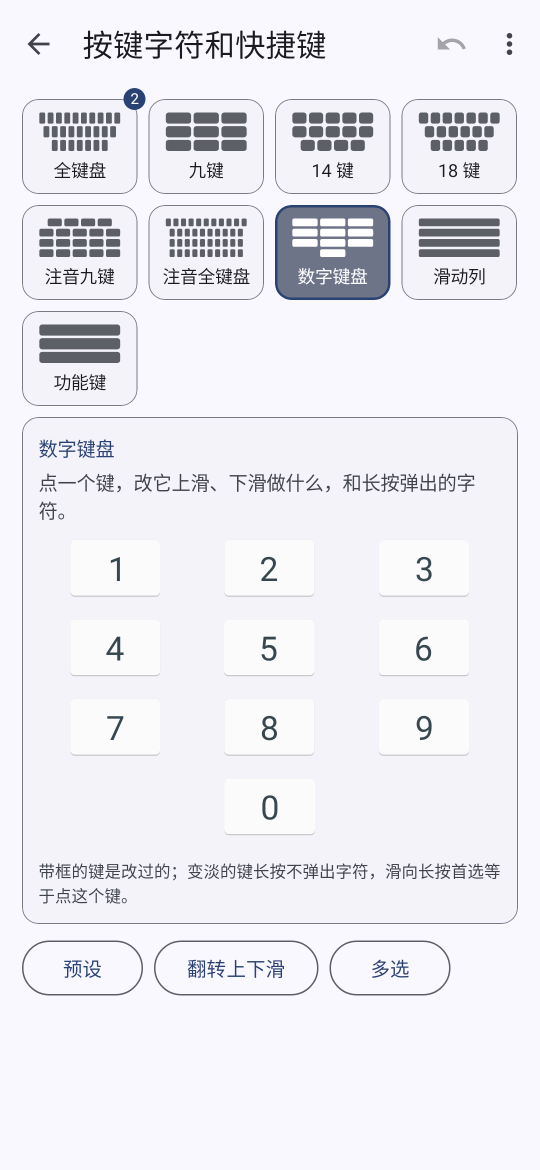 按键字符和快捷键
2
全键盘
九键
14 键
18 键
注音九键
注音全键盘
数字键盘
滑动列
功能键
数字键盘
点一个键，改它上滑、下滑做什么，和长按弹出的字
符。
1
2
3
4
5
6
7
8
9
0
带框的键是改过的；变淡的键长按不弹出字符，滑向长按首选等
于点这个键。
预设
翻转上下滑
多选